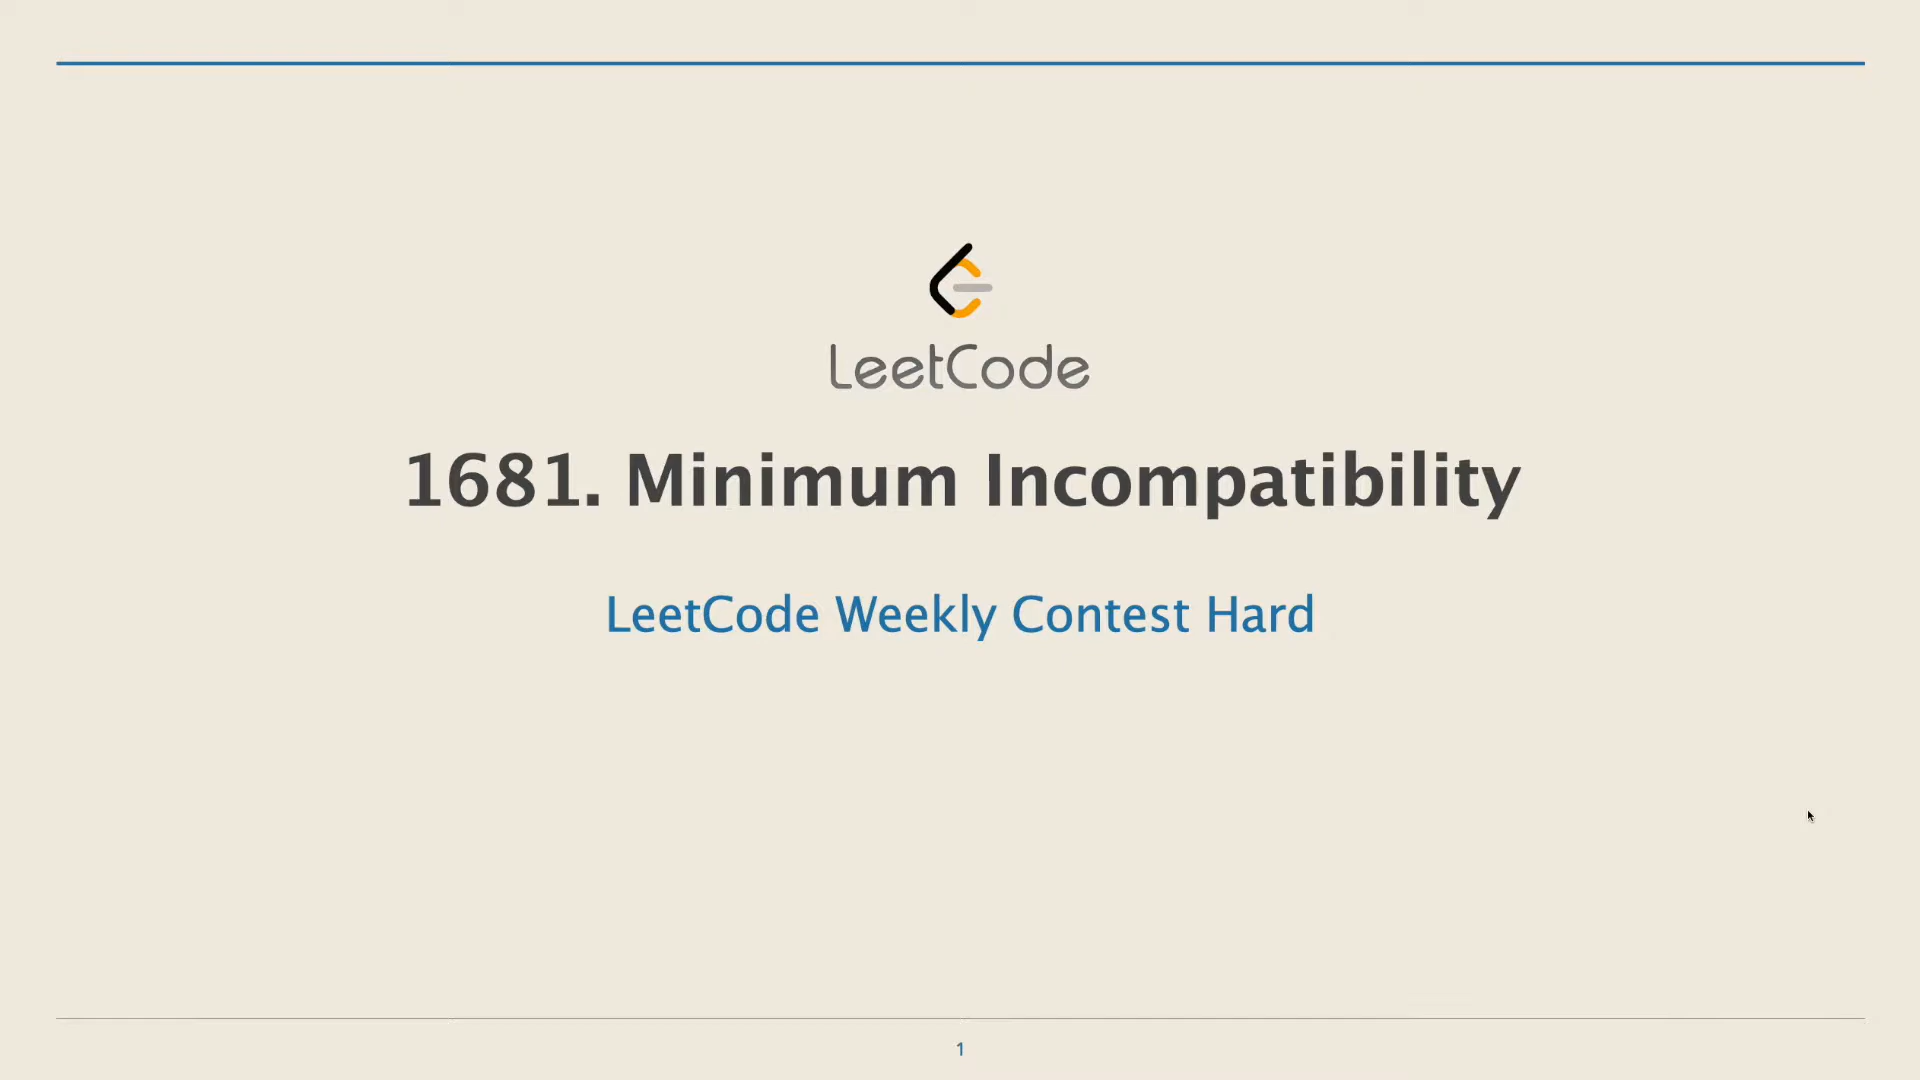 LeetCode
1681. Minimum Incompatibility
LeetCode Weekly Contest Hard
1